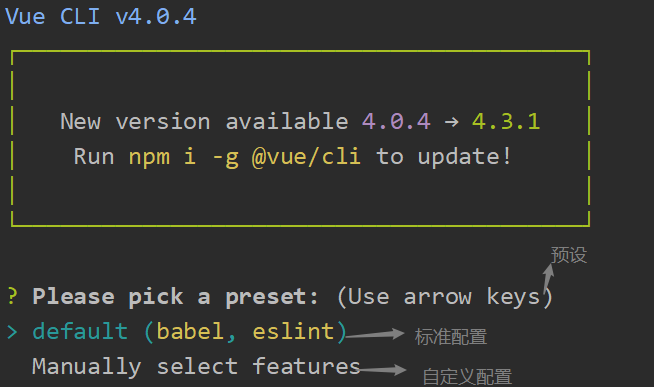 Vue CLI v4.0.4
New version available 4.0.4 → 4.3.1
Run npm i -g @vue/cli to update!
预设
? Please pick a preset: (Use arrow keys)
> default (babel, eslint)
标准配置
Manually select features
自定义配置